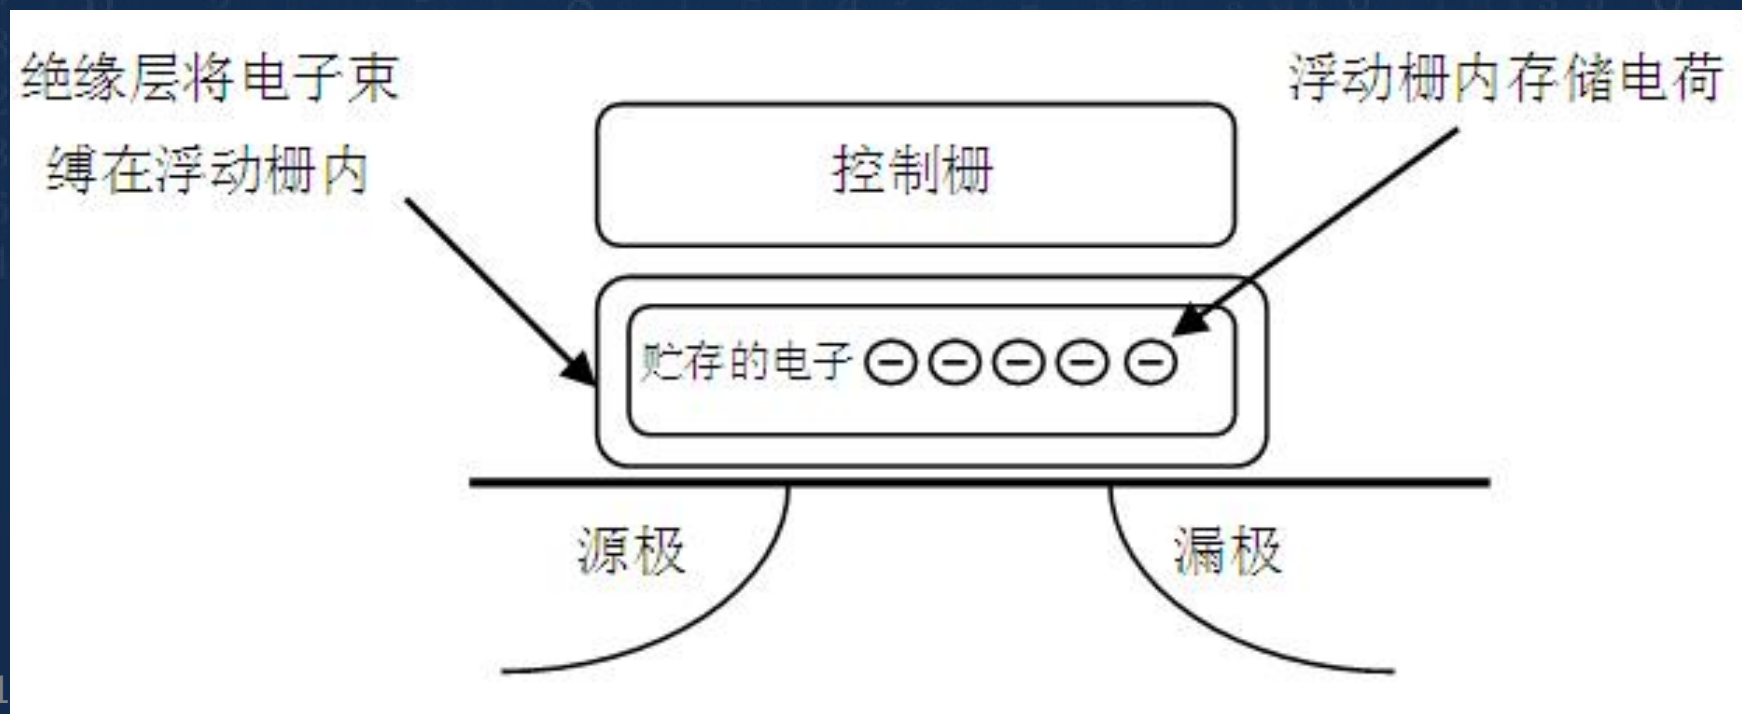 绝缘层将电子束
缚在浮动栅内
浮动栅内存储电荷
控制栅
贮存的电子
源极
漏极